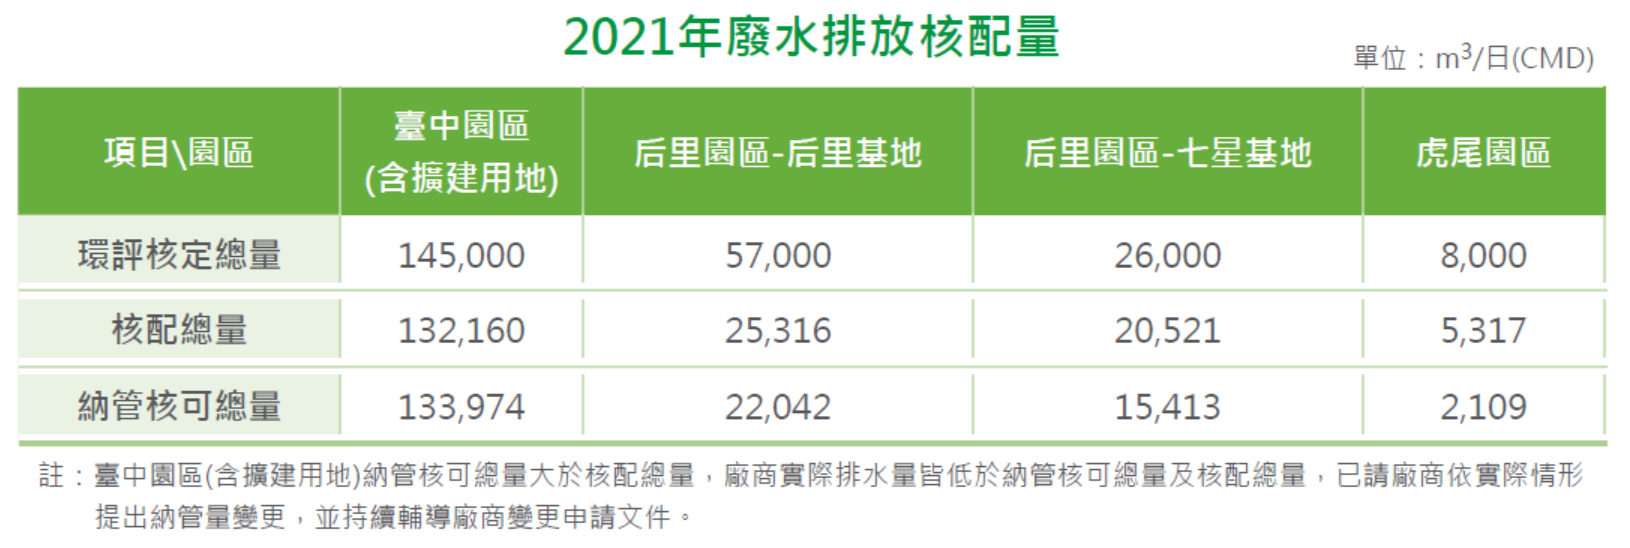 2021年廢水排放核配量
單位：m³/日(CMD)
項目\園區 臺中園區(含擴建用地) 后里園區-后里基地 后里園區-七星基地 虎尾園區
環評核定總量 145,000 57,000 26,000 8,000
核配總量 132,160 25,316 20,521 5,317
納管核可總量 133,974 22,042 15,413 2,109
註：臺中園區(含擴建用地)納管核可總量大於核配總量，廠商實際排水量皆低於納管核可總量及核配總量，已請廠商依實際情形
提出納管量變更，並持續輔導廠商變更申請文件。